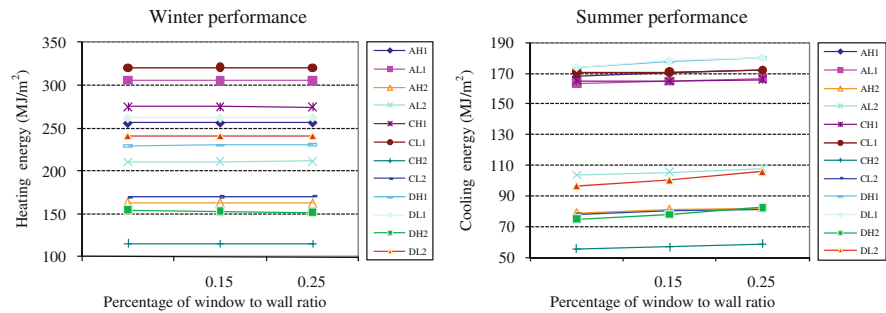 Winter performance
Heating energy (MJ/m²)
350
300
250
200
150
100
0.15 0.25
Percentage of window to wall ratio
AH1
AL1
AH2
AL2
CH1
CL1
CH2
CL2
DH1
DL1
DH2
DL2
Summer performance
Cooling energy (MJ/m²)
190
170
150
130
110
90
70
50
0.15 0.25
Percentage of window to wall ratio
AH1
AL1
AH2
AL2
CH1
CL1
CH2
CL2
DH1
DL1
DH2
DL2